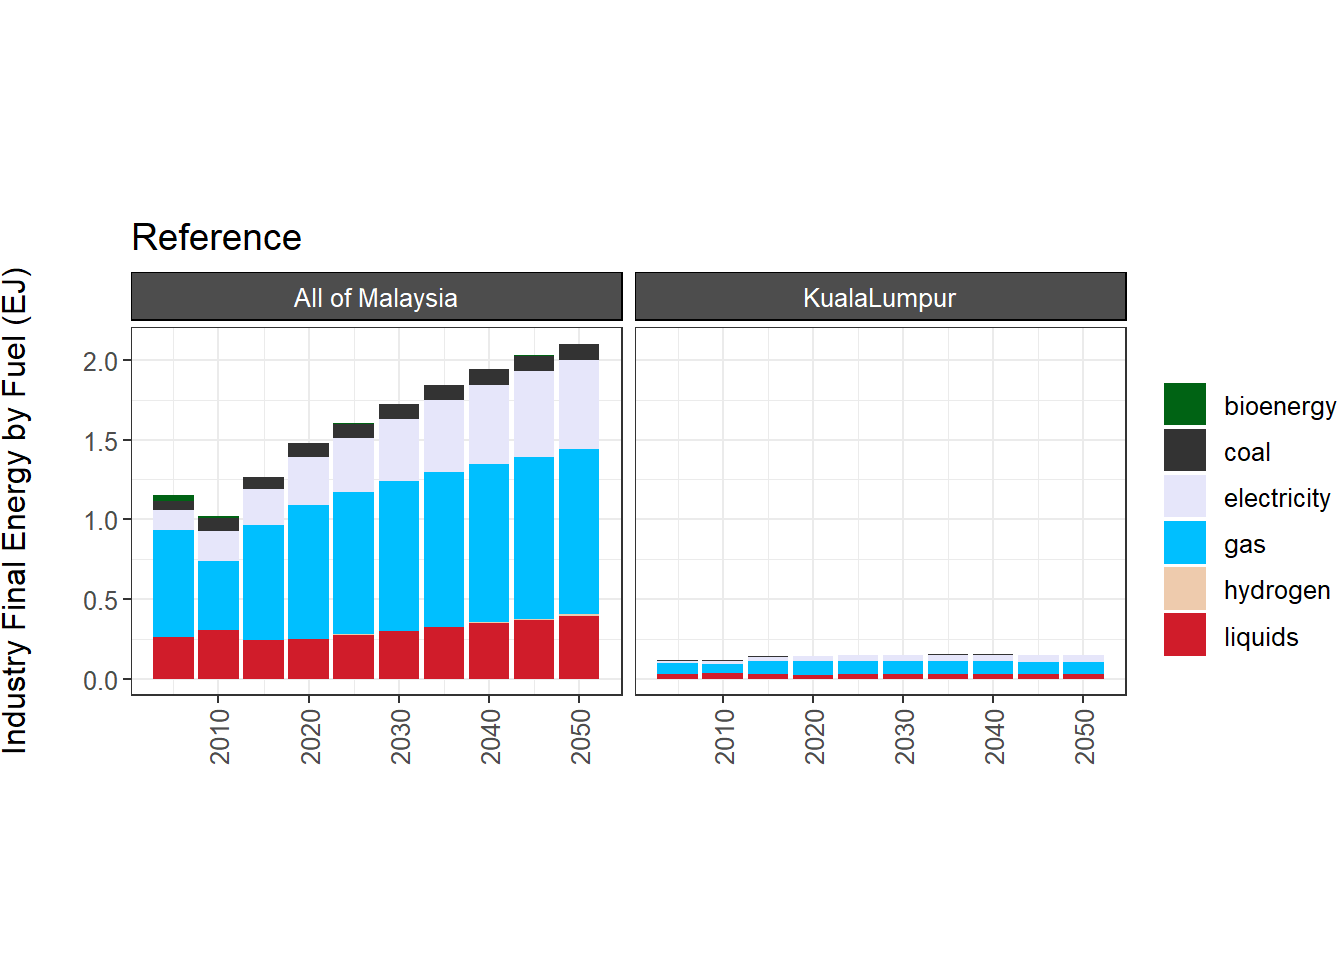 Reference
All of Malaysia
KualaLumpur
Industry Final Energy by Fuel (EJ)
2.0
1.5
1.0
0.5
0.0
2010
2020
2030
2040
2050
2010
2020
2030
2040
2050
bioenergy
coal
electricity
gas
hydrogen
liquids